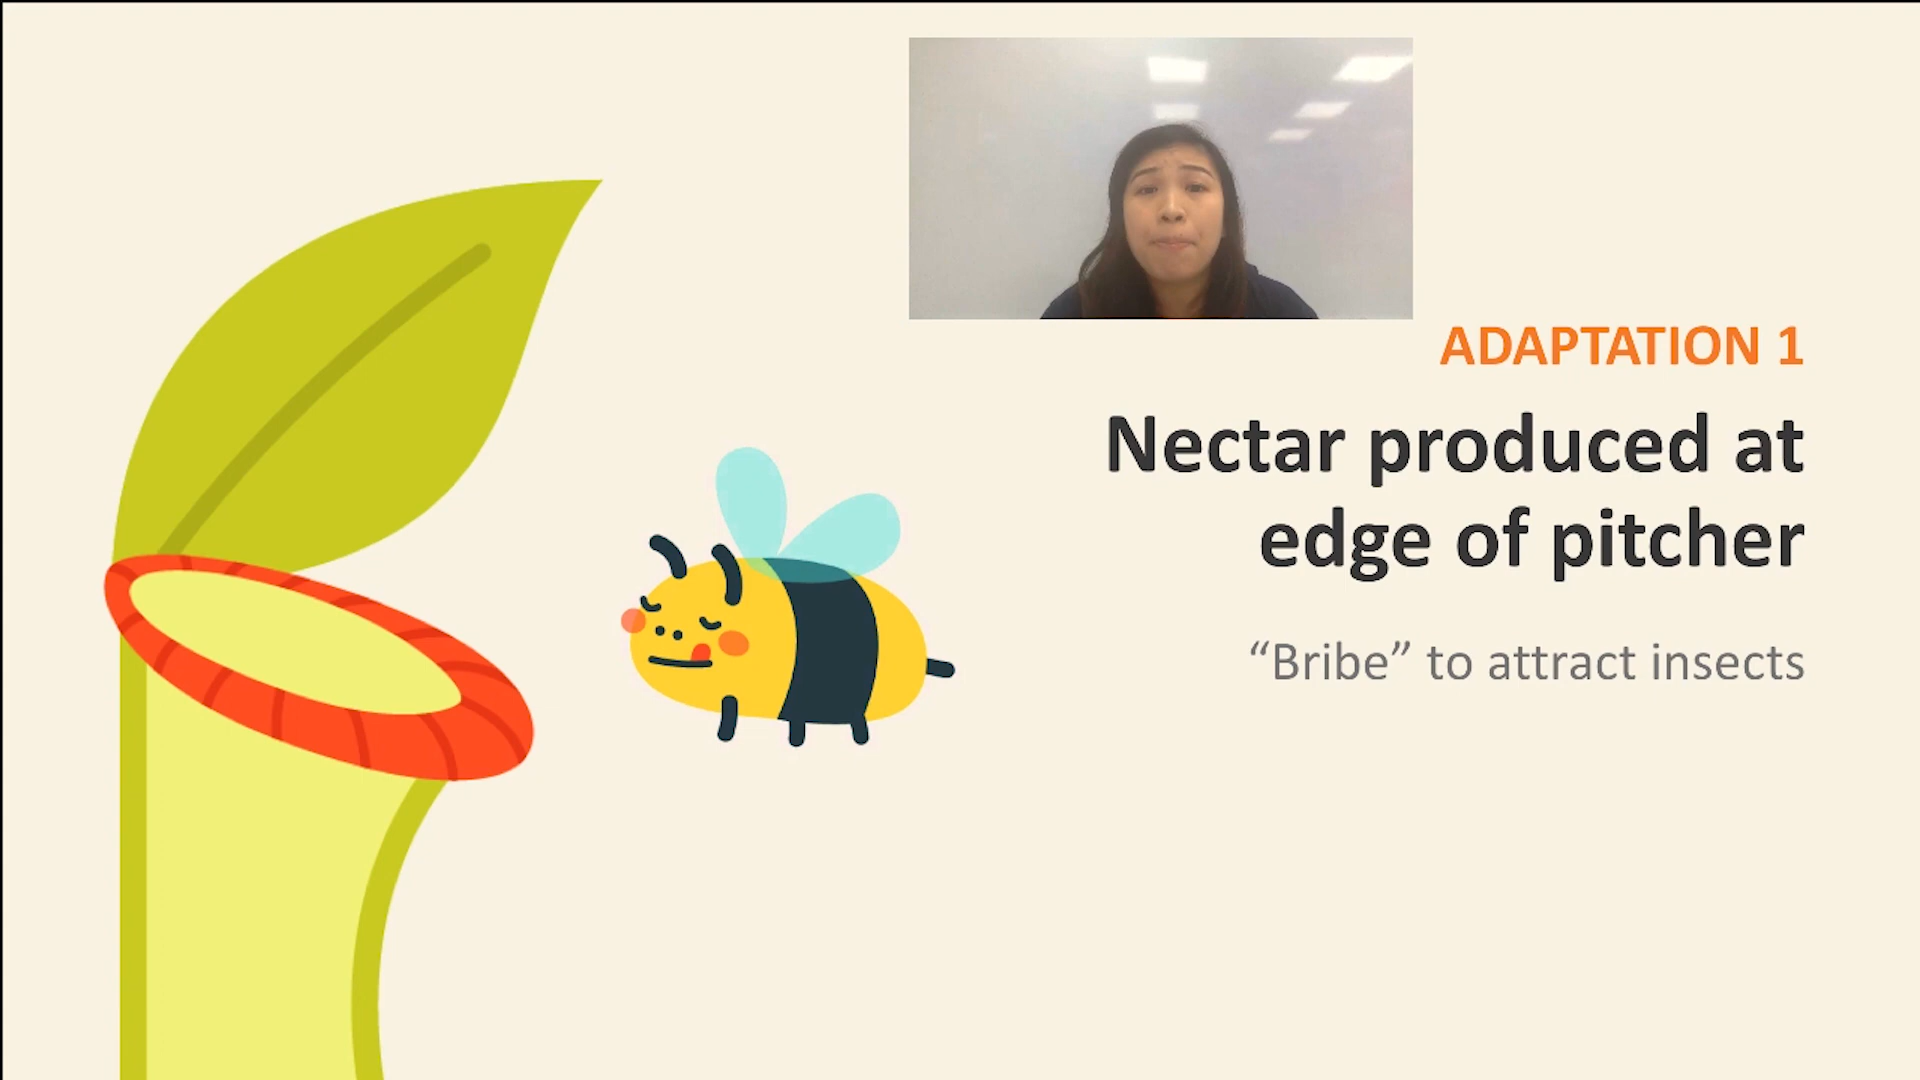 ADAPTATION 1
Nectar produced at
edge of pitcher
“Bribe” to attract insects